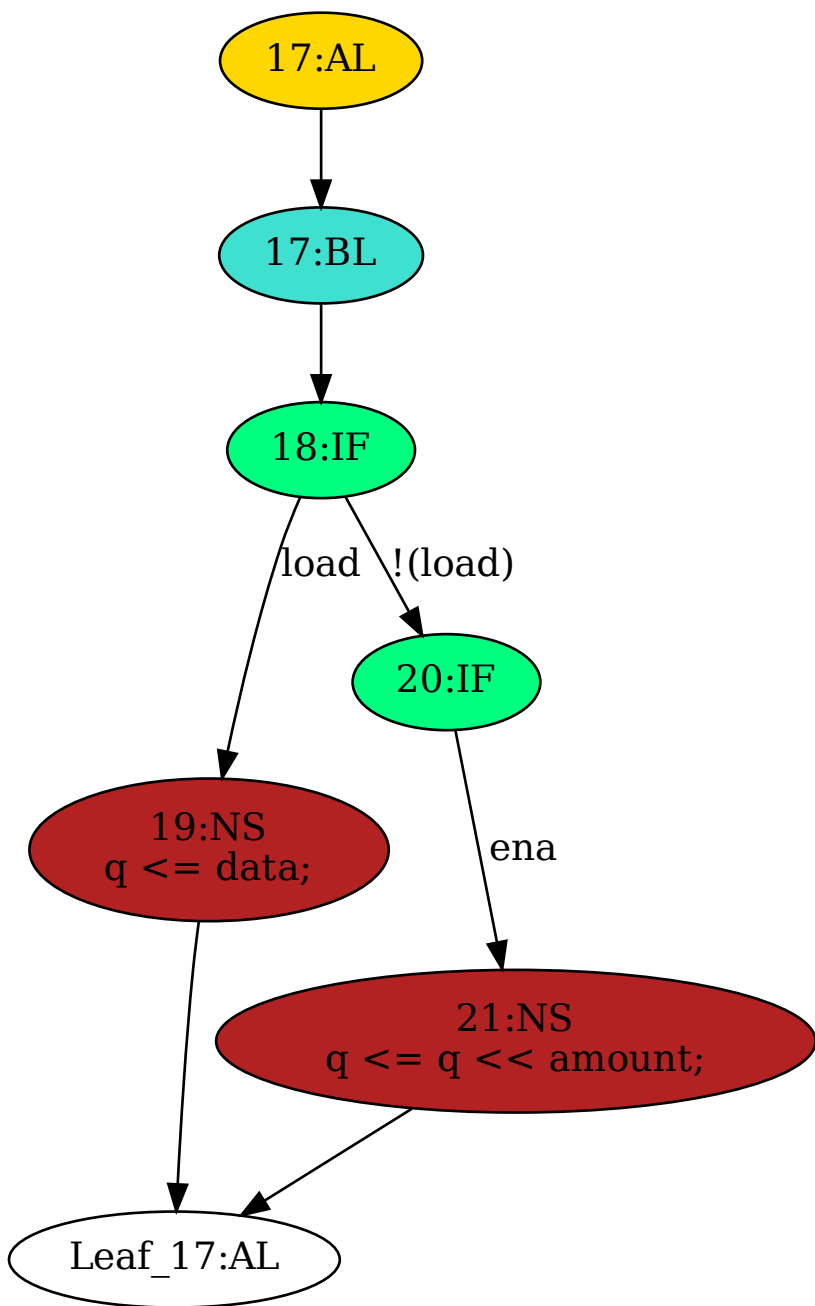 17:AL
17:BL
18:IF
load
!(load)
20:IF
19:NS
q <= data;
ena
21:NS
q <= q << amount;
Leaf_17:AL